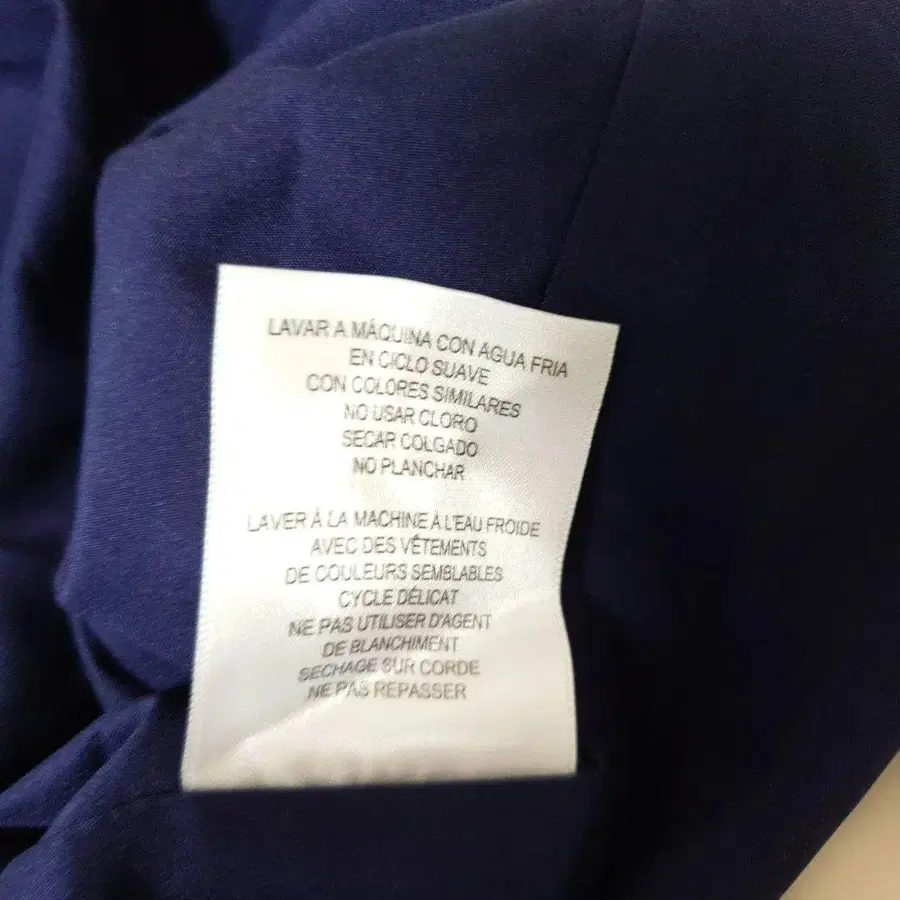 LAVAR A MÁQUINA CON AGUA FRIA
EN CICLO SUAVE
CON COLORES SIMILARES
NO USAR CLORO
SECAR COLGADO
NO PLANCHAR
LAVER À LA MACHINE À L'EAU FROIDE
AVEC DES VÊTEMENTS
DE COULEURS SEMBLABLES
CYCLE DÉLICAT
NE PAS UTILISER D'AGENT
DE BLANCHIMENT
SECHAGE SUR CORDE
NE PAS REPASSER